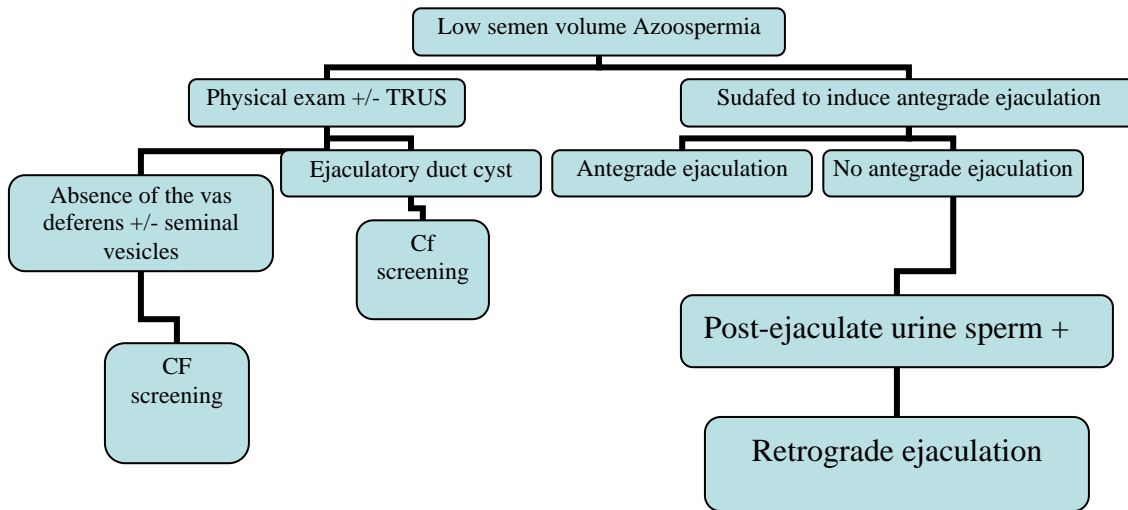 Low semen volume Azoospermia
Physical exam +/- TRUS
Sudafed to induce antegrade ejaculation
Absence of the vas
deferens +/- seminal
vesicles
Ejaculatory duct cyst
Antegrade ejaculation
No antegrade ejaculation
Cf
screening
CF
screening
Post-ejaculate urine sperm +
Retrograde ejaculation